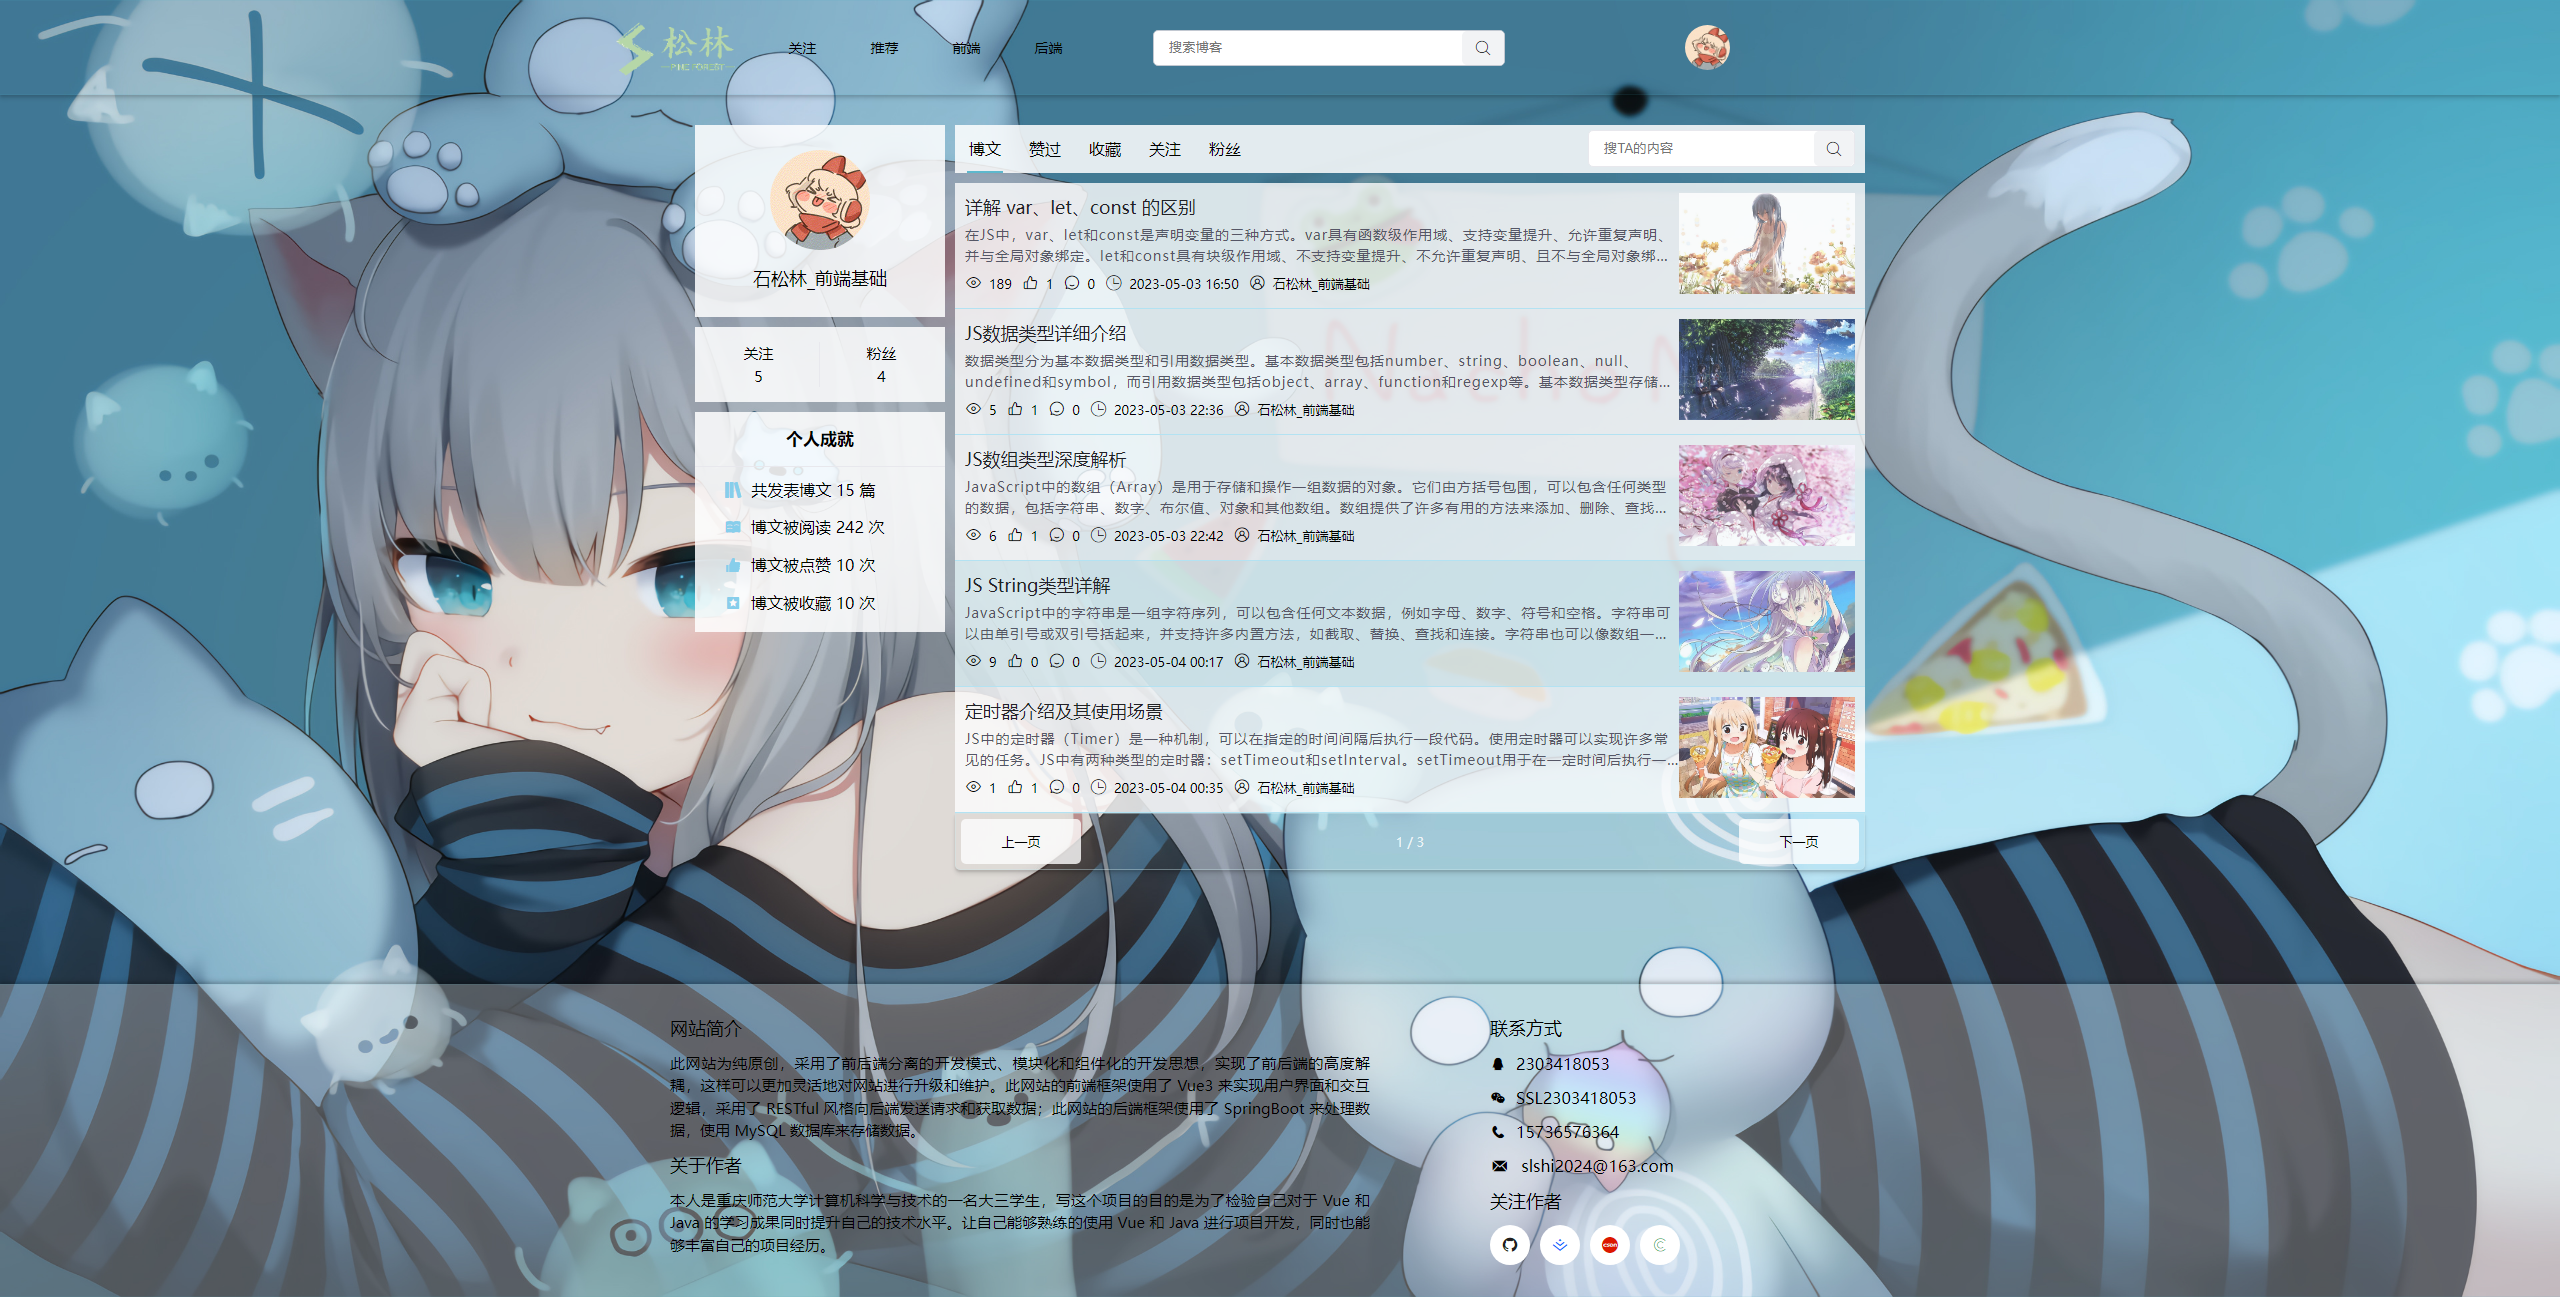 松林
PINE FOREST
关注 推荐 前端 后端
搜索博客
石松林_前端基础
关注 粉丝
5 4
个人成就
共发表博文 15 篇
博文被阅读 242 次
博文被点赞 10 次
博文被收藏 10 次
博文 赞过 收藏 关注 粉丝
搜TA的内容
详解 var、let、const 的区别
在JS中，var、let和const是声明变量的三种方式。var具有函数级作用域、支持变量提升、允许重复声明、
并与全局对象绑定。let和const具有块级作用域、不支持变量提升、不允许重复声明、且不与全局对象绑...
189 1 0 2023-05-03 16:50 石松林_前端基础
JS数据类型详细介绍
数据类型分为基本数据类型和引用数据类型。基本数据类型包括number、string、boolean、null、
undefined和symbol，而引用数据类型包括object、array、function和regexp等。基本数据类型存储...
5 1 0 2023-05-03 22:36 石松林_前端基础
JS数组类型深度解析
JavaScript中的数组（Array）是用于存储和操作一组数据的对象。它们由方括号包围，可以包含任何类型
的数据，包括字符串、数字、布尔值、对象和其他数组。数组提供了许多有用的方法来添加、删除、查找...
6 1 0 2023-05-03 22:42 石松林_前端基础
JS String类型详解
JavaScript中的字符串是一组字符序列，可以包含任何文本数据，例如字母、数字、符号和空格。字符串可
以由单引号或双引号括起来，并支持许多内置方法，如截取、替换、查找和连接。字符串也可以像数组一...
9 0 0 2023-05-04 00:17 石松林_前端基础
定时器介绍及其使用场景
JS中的定时器（Timer）是一种机制，可以在指定的时间间隔后执行一段代码。使用定时器可以实现许多常
见的任务。JS中有两种类型的定时器：setTimeout和setInterval。setTimeout用于在一定时间后执行一...
1 1 0 2023-05-04 00:35 石松林_前端基础
上一页 1 / 3 下一页
网站简介
此网站为纯原创，采用了前后端分离的开发模式、模块化和组件化的开发思想，实现了前后端的高度解
耦，这样可以更加灵活地对网站进行升级和维护。此网站的前端框架使用了 Vue3 来实现用户界面和交互
逻辑，采用了 RESTful 风格向后端发送请求和获取数据；此网站的后端框架使用了 SpringBoot 来处理数
据，使用 MySQL 数据库来存储数据。
关于作者
本人是重庆师范大学计算机科学与技术的一名大三学生，写这个项目的目的是为了检验自己对于 Vue 和
Java 的学习成果同时提升自己的技术水平。让自己能够熟练的使用 Vue 和 Java 进行项目开发，同时也能
够丰富自己的项目经历。
联系方式
2303418053
SSL2303418053
15736576364
slshi2024@163.com
关注作者
CSDN